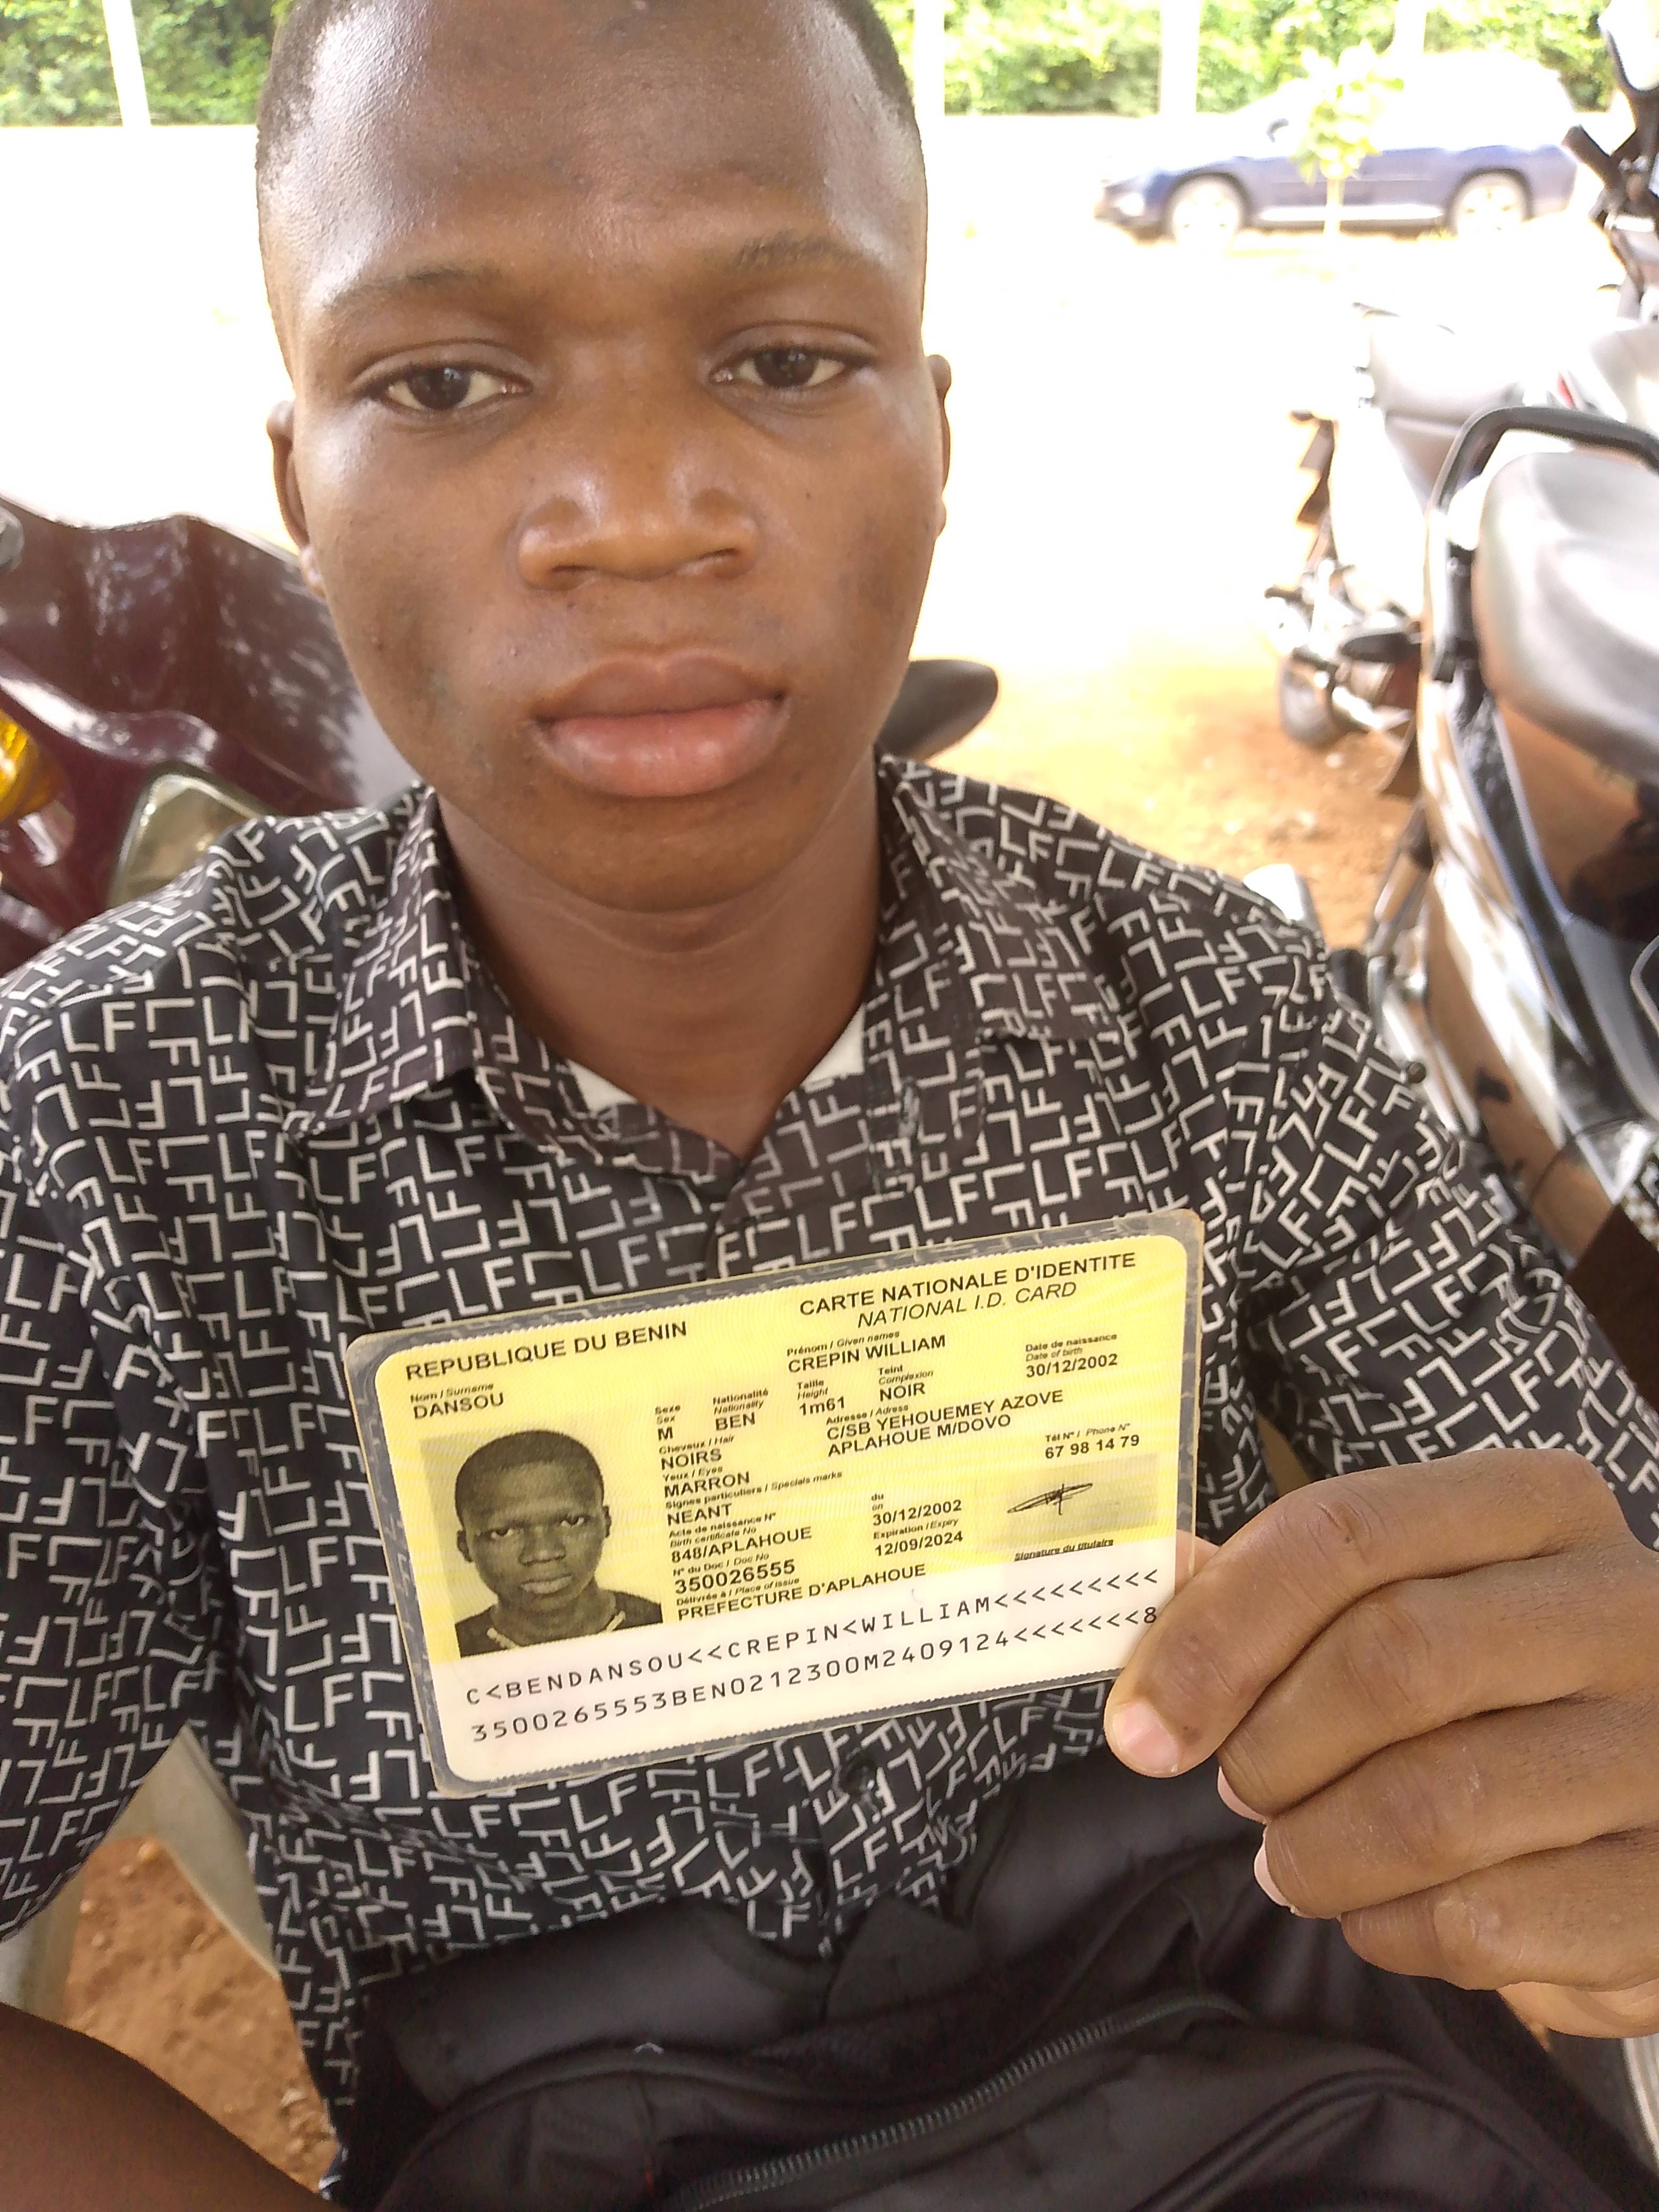 REPUBLIQUE DU BENIN
CARTE NATIONALE D'IDENTITE
NATIONAL I.D. CARD
Nom / Surname
DANSOU
Prénom / Given names
CREPIN WILLIAM
Date de naissance
Date of birth
30/12/2002
Sexe
Sex
M
Nationalité
Nationality
BEN
Taille
Height
1m61
Teint
Complexion
NOIR
Cheveux / Hair
NOIRS
Adresse / Adress
C/SB YEHOUEMEY AZOVE
APLAHOUE M/DOVO
Yeux / Eyes
MARRON
Tél N° / Phone N°
67 98 14 79
Signes particuliers / Specials marks
NEANT
Acte de naissance N°
Birth certificate No
848/APLAHOUE
du
on
30/12/2002
N° du Doc / Doc No
350026555
Expiration / Expiry
12/09/2024
Délivrée à / Place of issue
PREFECTURE D'APLAHOUE
Signature du titulaire
C<BENDANSOU<<CREPIN<WILLIAM<<<<<<<<<
3500265553BEN0212300M2409124<<<<<<<8